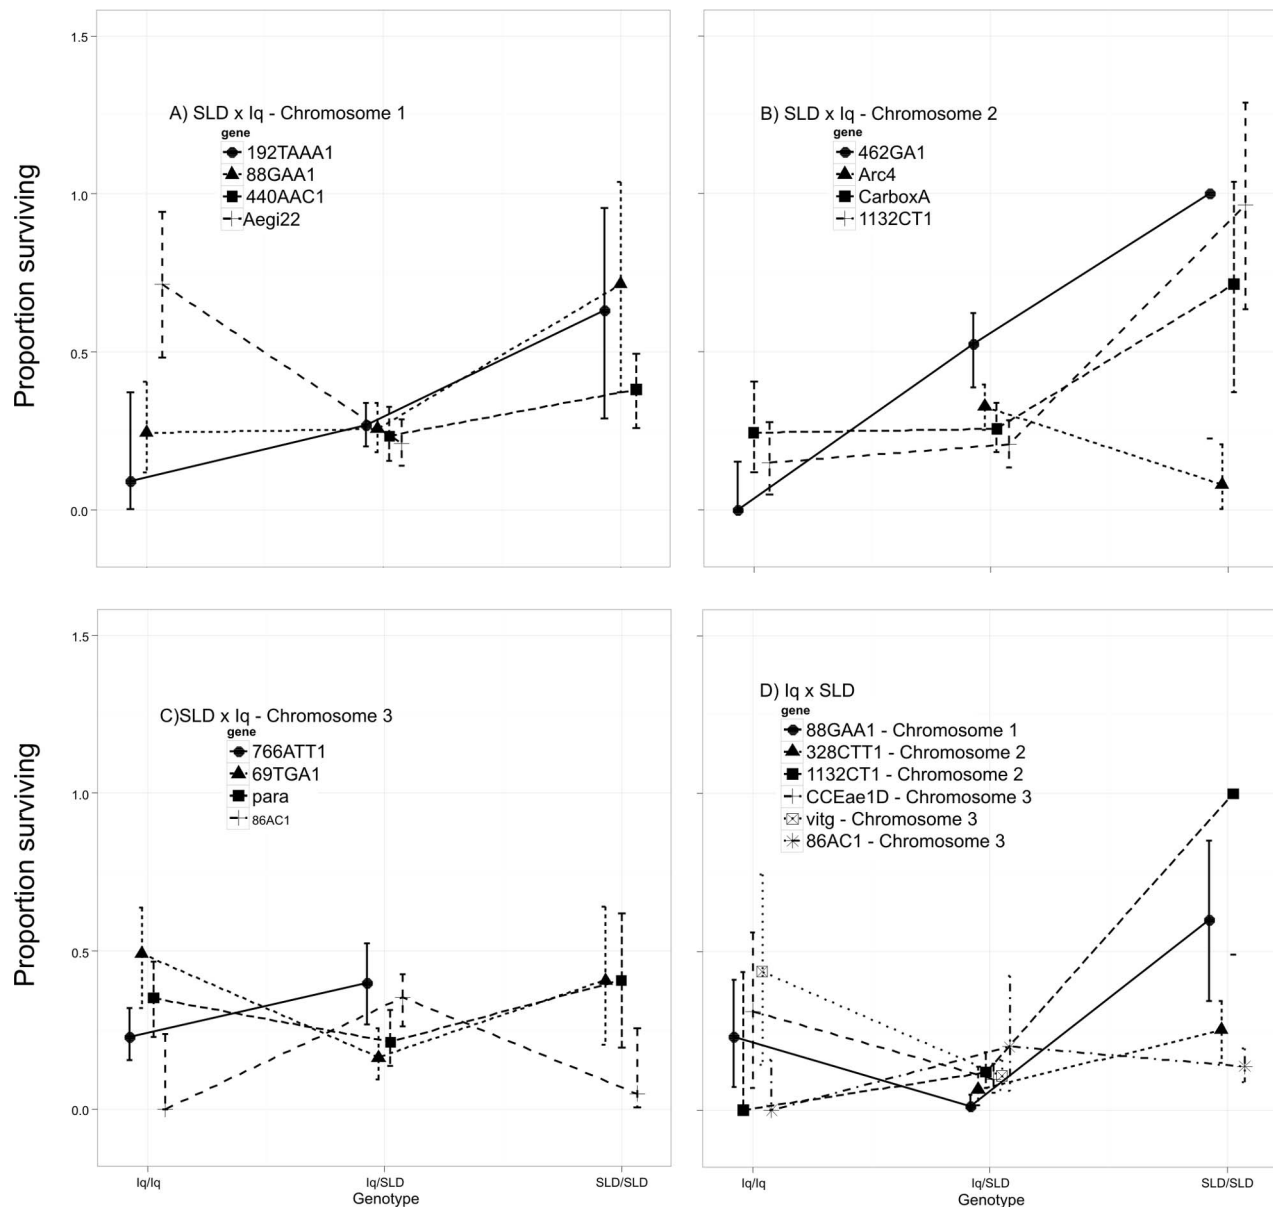 1.5
1.0
0.5
0.0
Proportion surviving
A) SLD x Iq - Chromosome 1
gene
192TAAA1
88GAA1
440AAC1
Aegi22
B) SLD x Iq - Chromosome 2
gene
462GA1
Arc4
CarboxA
1132CT1
1.5
1.0
0.5
0.0
Proportion surviving
C)SLD x Iq - Chromosome 3
gene
766ATT1
69TGA1
para
86AC1
Iq/Iq
Iq/SLD
SLD/SLD
Genotype
D) Iq x SLD
gene
88GAA1 - Chromosome 1
328CTT1 - Chromosome 2
1132CT1 - Chromosome 2
CCEae1D - Chromosome 3
vitg - Chromosome 3
86AC1 - Chromosome 3
Iq/Iq
Iq/SLD
SLD/SLD
Genotype